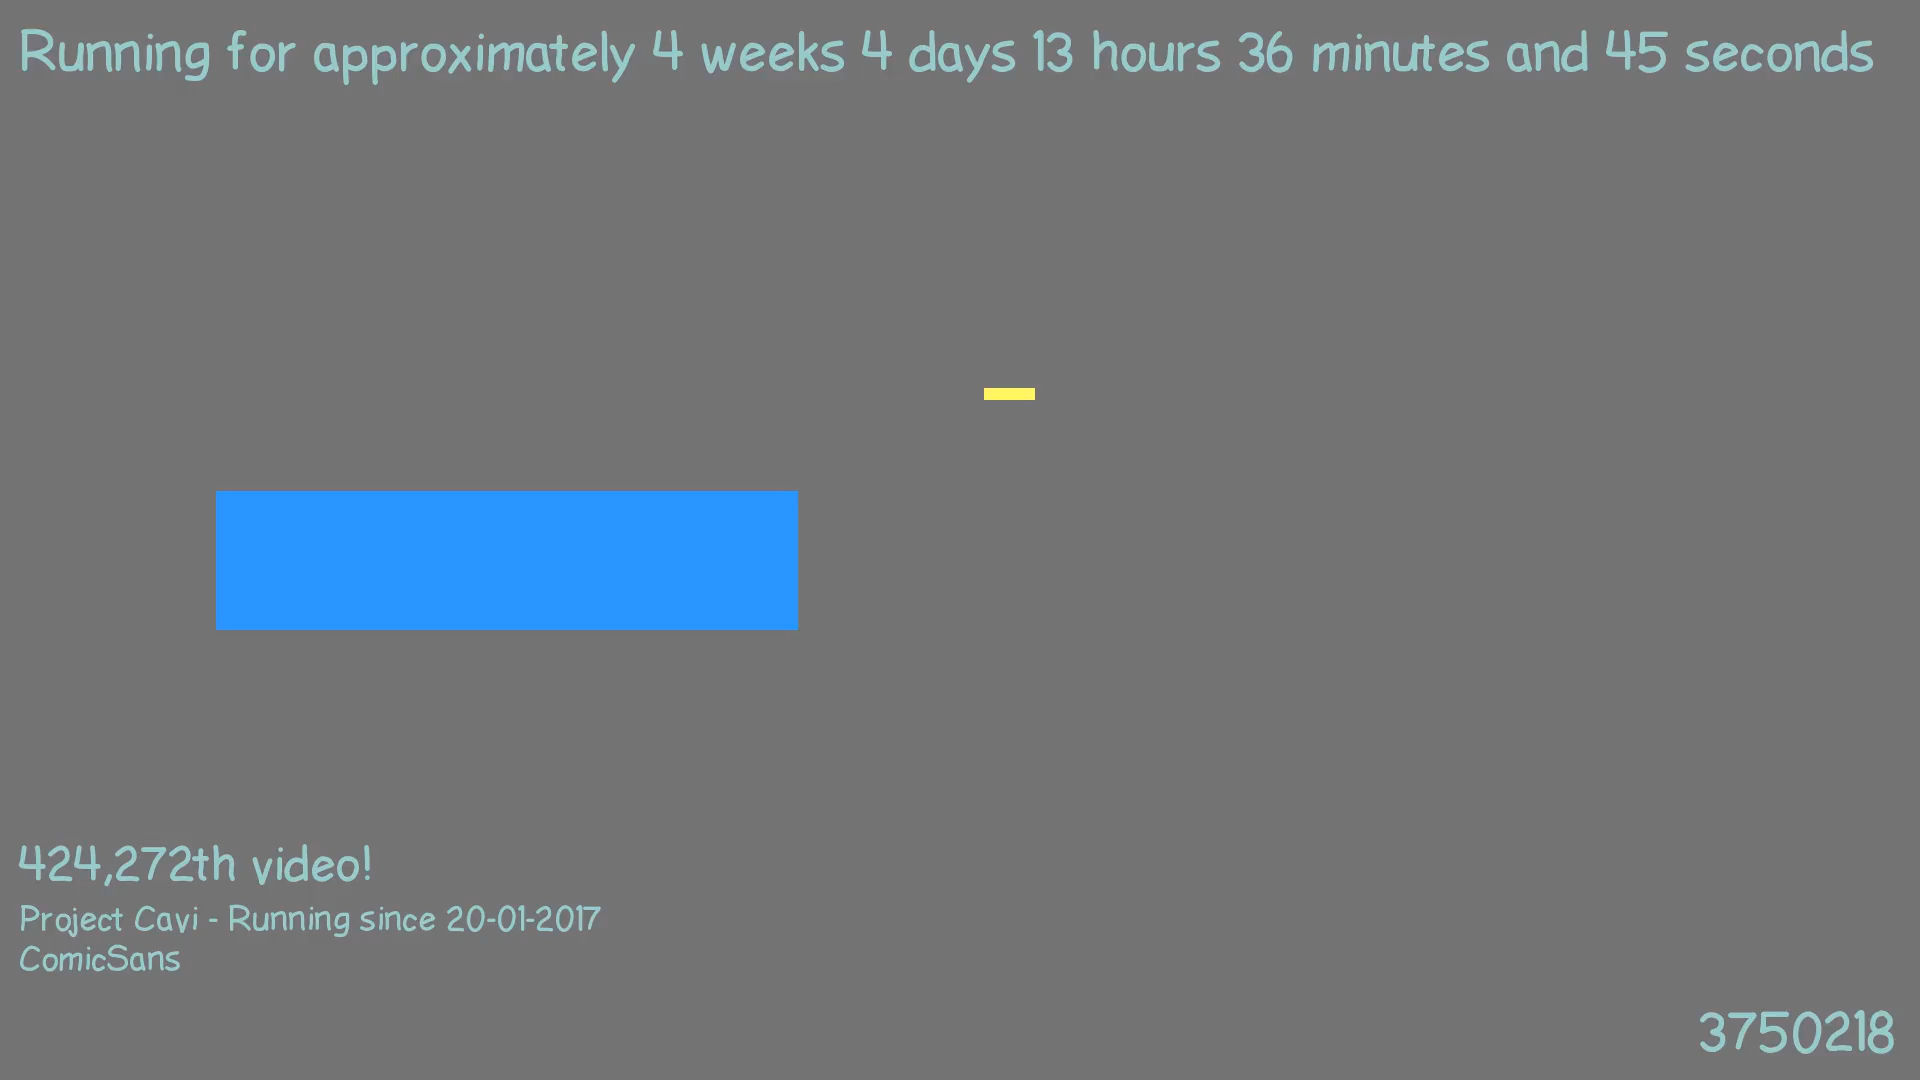 Running for approximately 4 weeks 4 days 13 hours 36 minutes and 45 seconds
424,272th video!
Project Cavi - Running since 20-01-2017
ComicSans
3750218